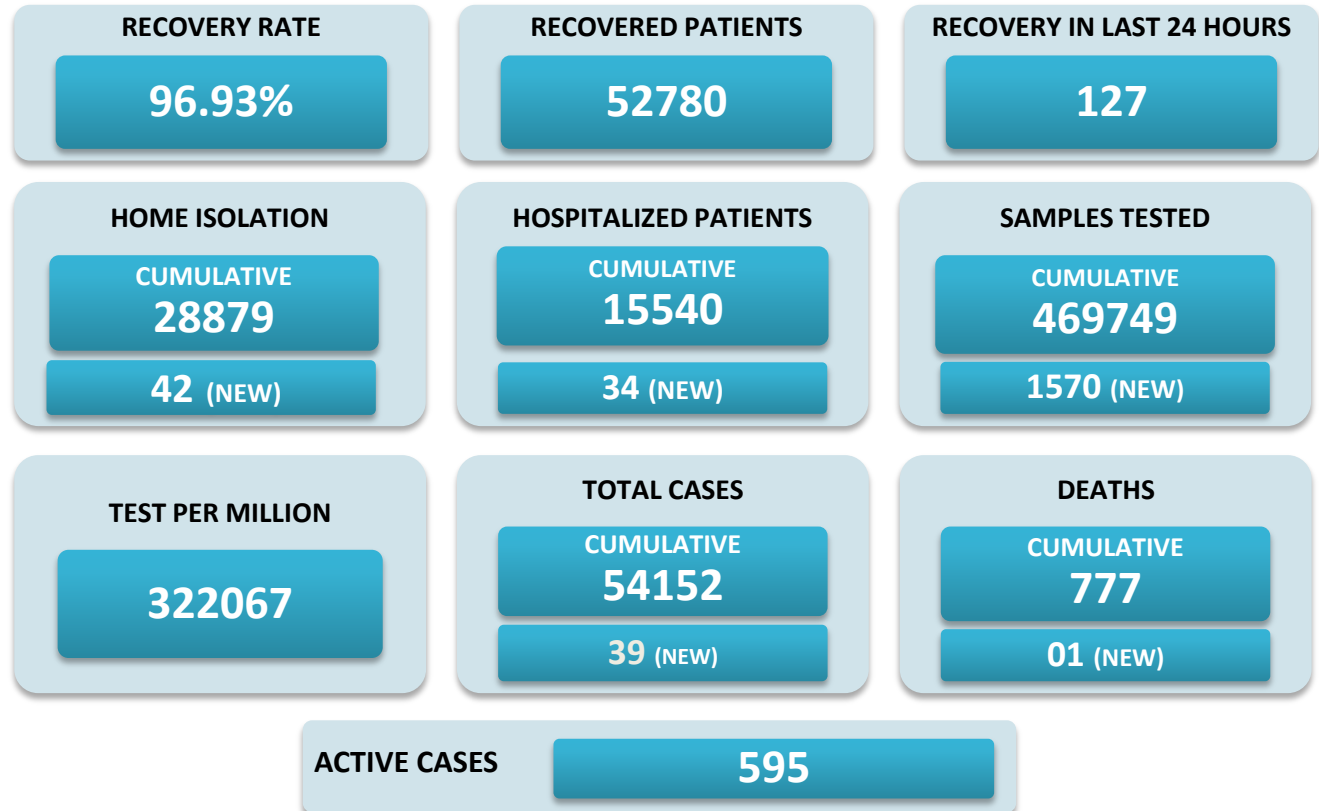 RECOVERY RATE
96.93%
RECOVERED PATIENTS
52780
RECOVERY IN LAST 24 HOURS
127
HOME ISOLATION
CUMULATIVE
28879
42 (NEW)
HOSPITALIZED PATIENTS
CUMULATIVE
15540
34 (NEW)
SAMPLES TESTED
CUMULATIVE
469749
1570 (NEW)
TEST PER MILLION
322067
TOTAL CASES
CUMULATIVE
54152
39 (NEW)
DEATHS
CUMULATIVE
777
01 (NEW)
ACTIVE CASES
595